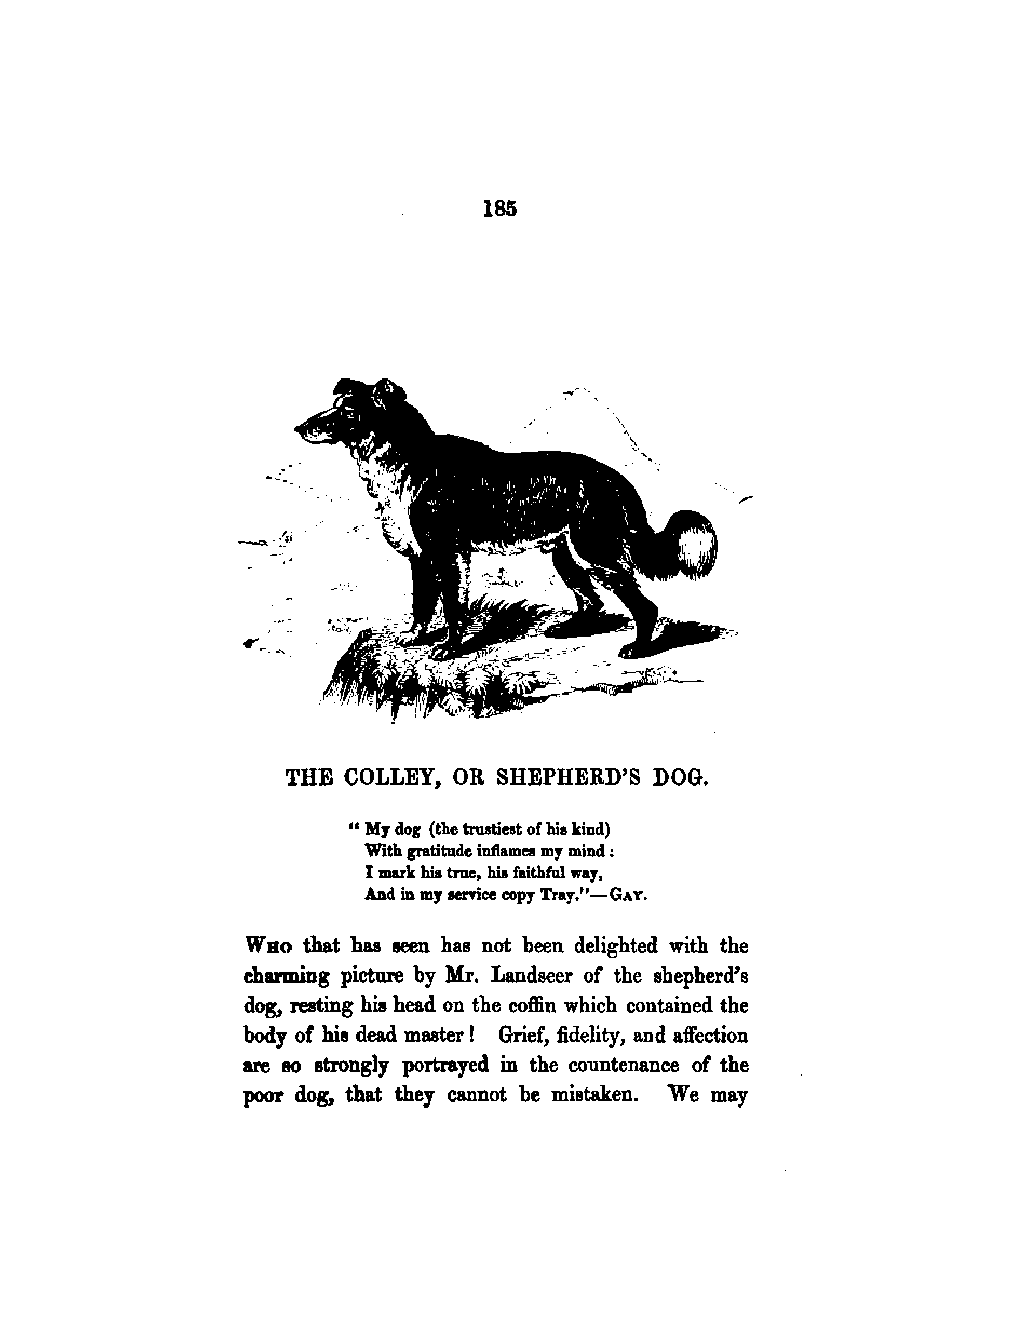 185
THE COLLEY, OR SHEPHERD'S DOG.
" My dog (the trustiest of his kind)
With gratitude inflames my mind :
I mark his true, his faithful way,
And in my service copy Tray."—GAY.
WHO that has seen has not been delighted with the
charming picture by Mr. Landseer of the shepherd's
dog, resting his head on the coffin which contained the
body of his dead master ! Grief, fidelity, and affection
are so strongly portrayed in the countenance of the
poor dog, that they cannot be mistaken. We may